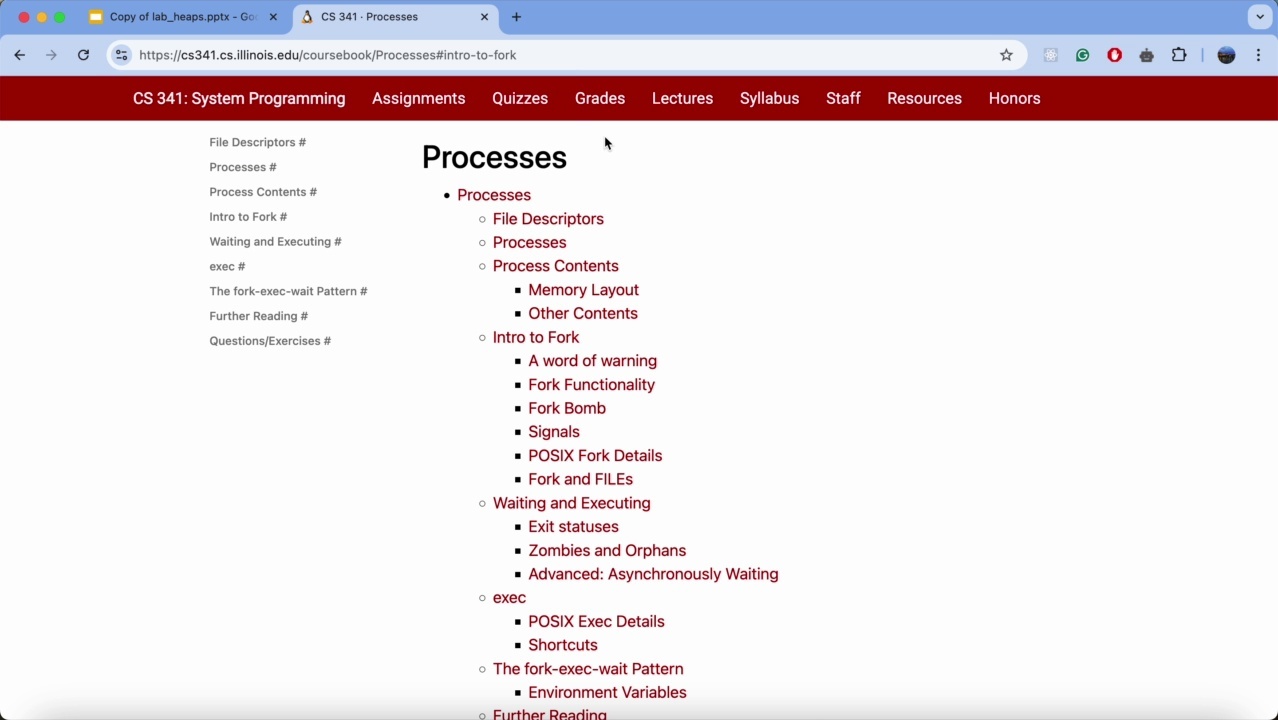 Copy of lab_heaps.pptx - Goo
CS 341 · Processes
https://cs341.cs.illinois.edu/coursebook/Processes#intro-to-fork
CS 341: System Programming Assignments Quizzes Grades Lectures Syllabus Staff Resources Honors
File Descriptors #
Processes #
Process Contents #
Intro to Fork #
Waiting and Executing #
exec #
The fork-exec-wait Pattern #
Further Reading #
Questions/Exercises #
Processes
Processes
File Descriptors
Processes
Process Contents
Memory Layout
Other Contents
Intro to Fork
A word of warning
Fork Functionality
Fork Bomb
Signals
POSIX Fork Details
Fork and FILEs
Waiting and Executing
Exit statuses
Zombies and Orphans
Advanced: Asynchronously Waiting
exec
POSIX Exec Details
Shortcuts
The fork-exec-wait Pattern
Environment Variables
Further Reading